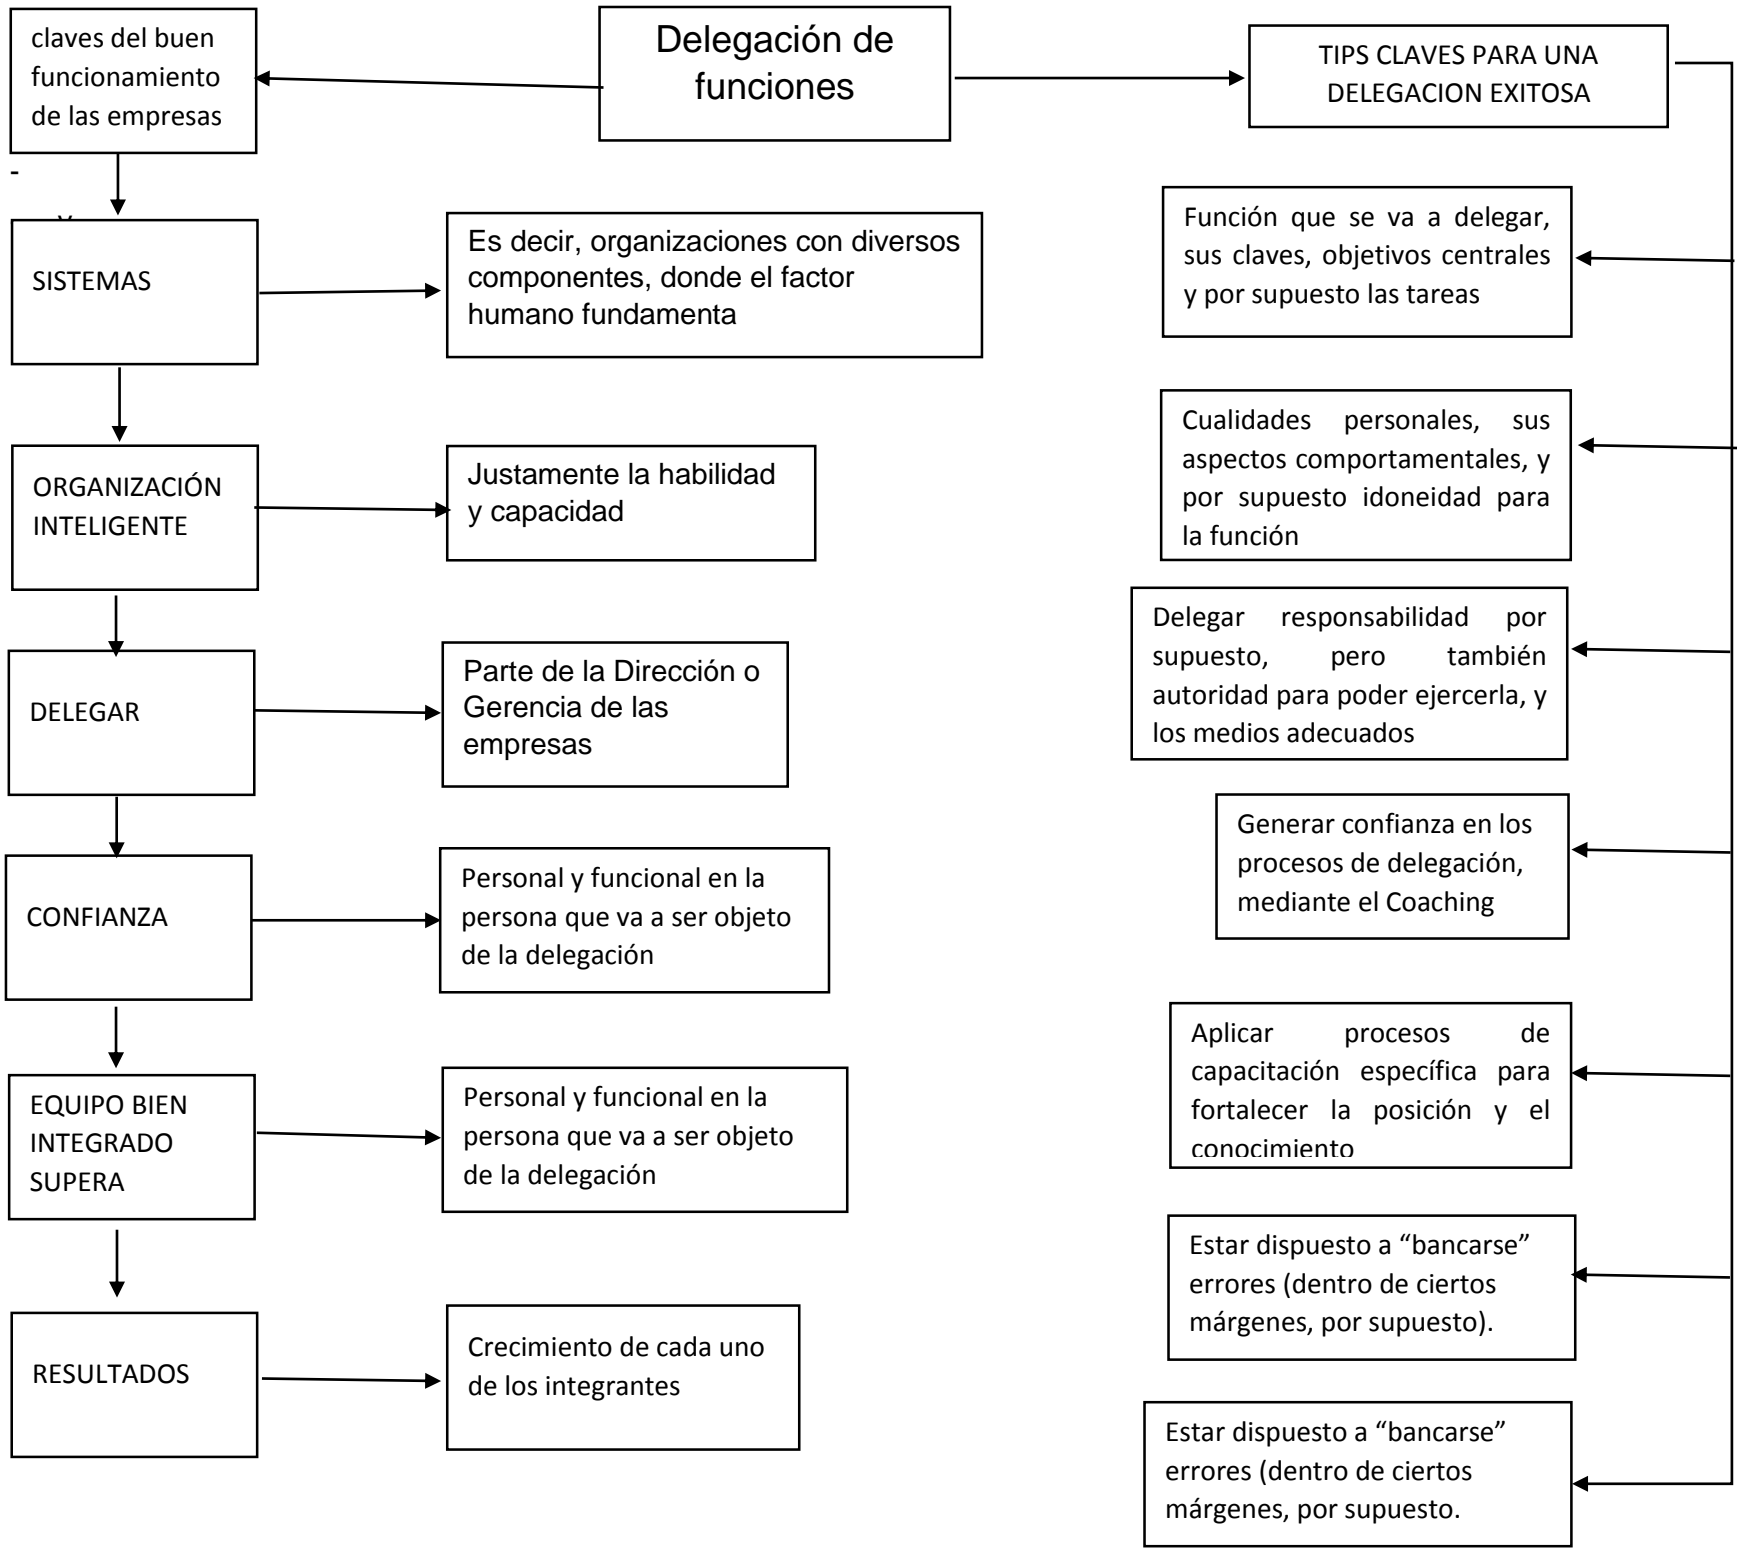 claves del buen
funcionamiento
de las empresas
Delegación de
funciones
TIPS CLAVES PARA UNA
DELEGACION EXITOSA
-
SISTEMAS
Es decir, organizaciones con diversos
componentes, donde el factor
humano fundamenta
ORGANIZACIÓN
INTELIGENTE
Justamente la habilidad
y capacidad
DELEGAR
Parte de la Dirección o
Gerencia de las
empresas
CONFIANZA
Personal y funcional en la
persona que va a ser objeto
de la delegación
EQUIPO BIEN
INTEGRADO
SUPERA
Personal y funcional en la
persona que va a ser objeto
de la delegación
RESULTADOS
Crecimiento de cada uno
de los integrantes
Función que se va a delegar,
sus claves, objetivos centrales
y por supuesto las tareas
Cualidades personales, sus
aspectos comportamentales, y
por supuesto idoneidad para
la función
Delegar responsabilidad por
supuesto, pero también
autoridad para poder ejercerla, y
los medios adecuados
Generar confianza en los
procesos de delegación,
mediante el Coaching
Aplicar procesos de
capacitación específica para
fortalecer la posición y el
conocimiento
Estar dispuesto a “bancarse”
errores (dentro de ciertos
márgenes, por supuesto).
Estar dispuesto a “bancarse”
errores (dentro de ciertos
márgenes, por supuesto.